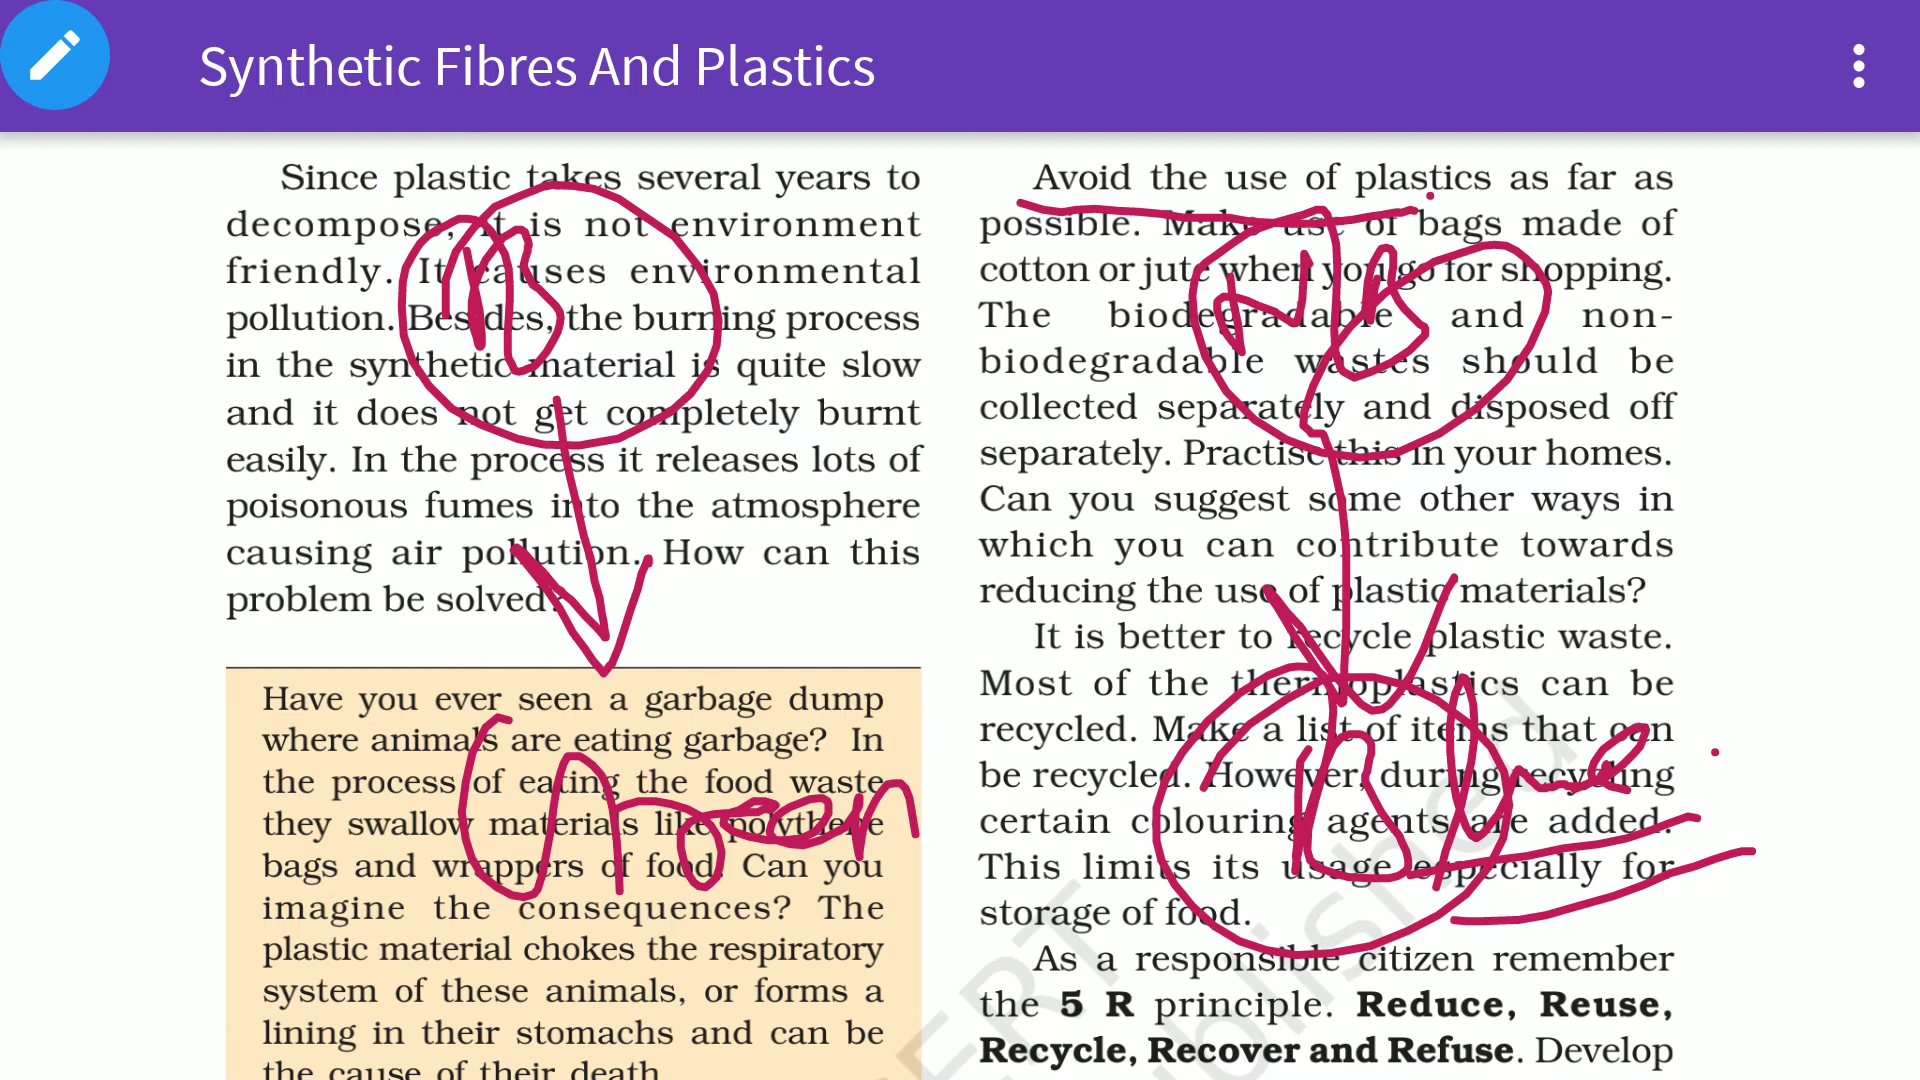 Synthetic Fibres And Plastics
Since plastic takes several years to
decompose, it is not environment
friendly. It causes environmental
pollution. Besides, the burning process
in the synthetic material is quite slow
and it does not get completely burnt
easily. In the process it releases lots of
poisonous fumes into the atmosphere
causing air pollution. How can this
problem be solved?
Have you ever seen a garbage dump
where animals are eating garbage? In
the process of eating the food waste
they swallow materials like polythene
bags and wrappers of food. Can you
imagine the consequences? The
plastic material chokes the respiratory
system of these animals, or forms a
lining in their stomachs and can be
the cause of their death.
Green
B
Avoid the use of plastics as far as
possible. Make use of bags made of
cotton or jute when you go for shopping.
The biodegradable and non-
biodegradable wastes should be
collected separately and disposed off
separately. Practise this in your homes.
Can you suggest some other ways in
which you can contribute towards
reducing the use of plastic materials?
It is better to recycle plastic waste.
Most of the thermoplastics can be
recycled. Make a list of items that can
be recycled. However, during recycling
certain colouring agents are added.
This limits its usage especially for
storage of food.
As a responsible citizen remember
the 5 R principle. Reduce, Reuse,
Recycle, Recover and Refuse. Develop
NB
Blue